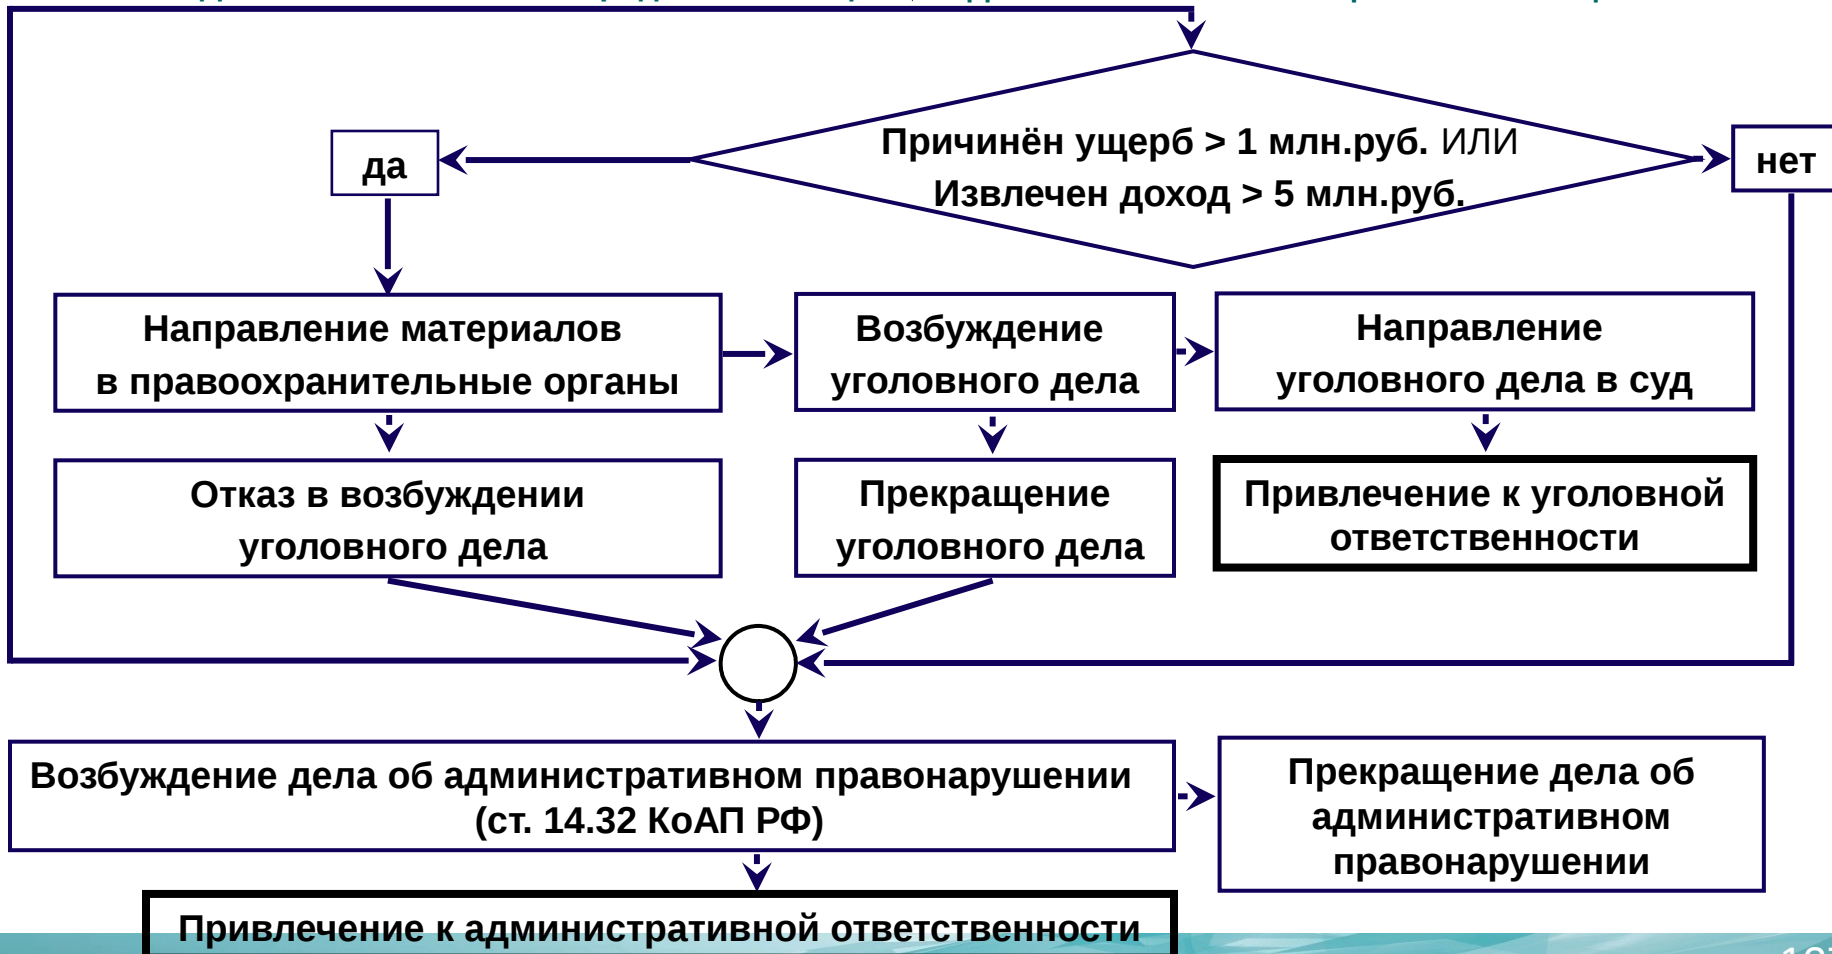 Причинён ущерб > 1 млн.руб. ИЛИ
Извлечен доход > 5 млн.руб.
да
нет
Направление материалов
в правоохранительные органы
Возбуждение
уголовного дела
Направление
уголовного дела в суд
Отказ в возбуждении
уголовного дела
Прекращение
уголовного дела
Привлечение к уголовной
ответственности
Возбуждение дела об административном правонарушении
(ст. 14.32 КоАП РФ)
Прекращение дела об
административном
правонарушении
Привлечение к административной ответственности